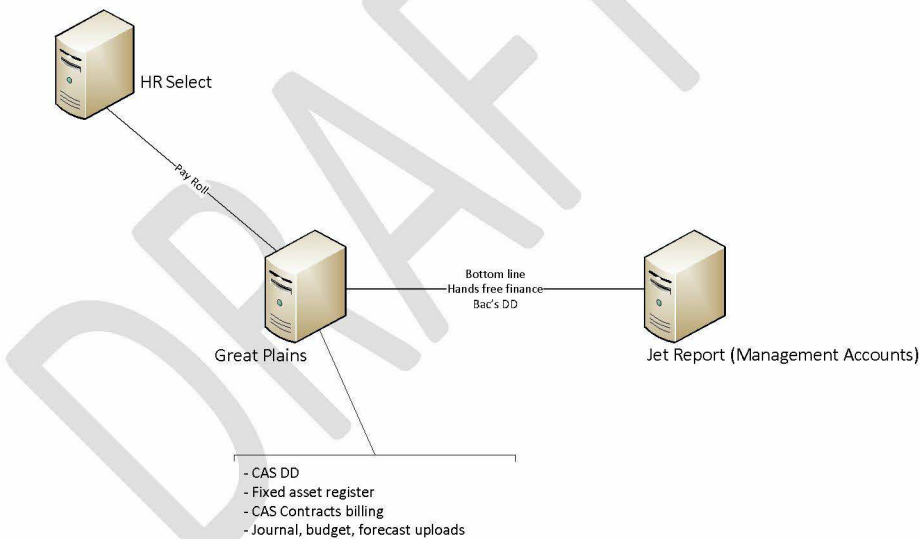 HR Select
Pay Roll
Bottom line
Hands free finance
Bac's DD
Great Plains
Jet Report (Management Accounts)
- CAS DD
- Fixed asset register
- CAS Contracts billing
- Journal, budget, forecast uploads
DRAFT